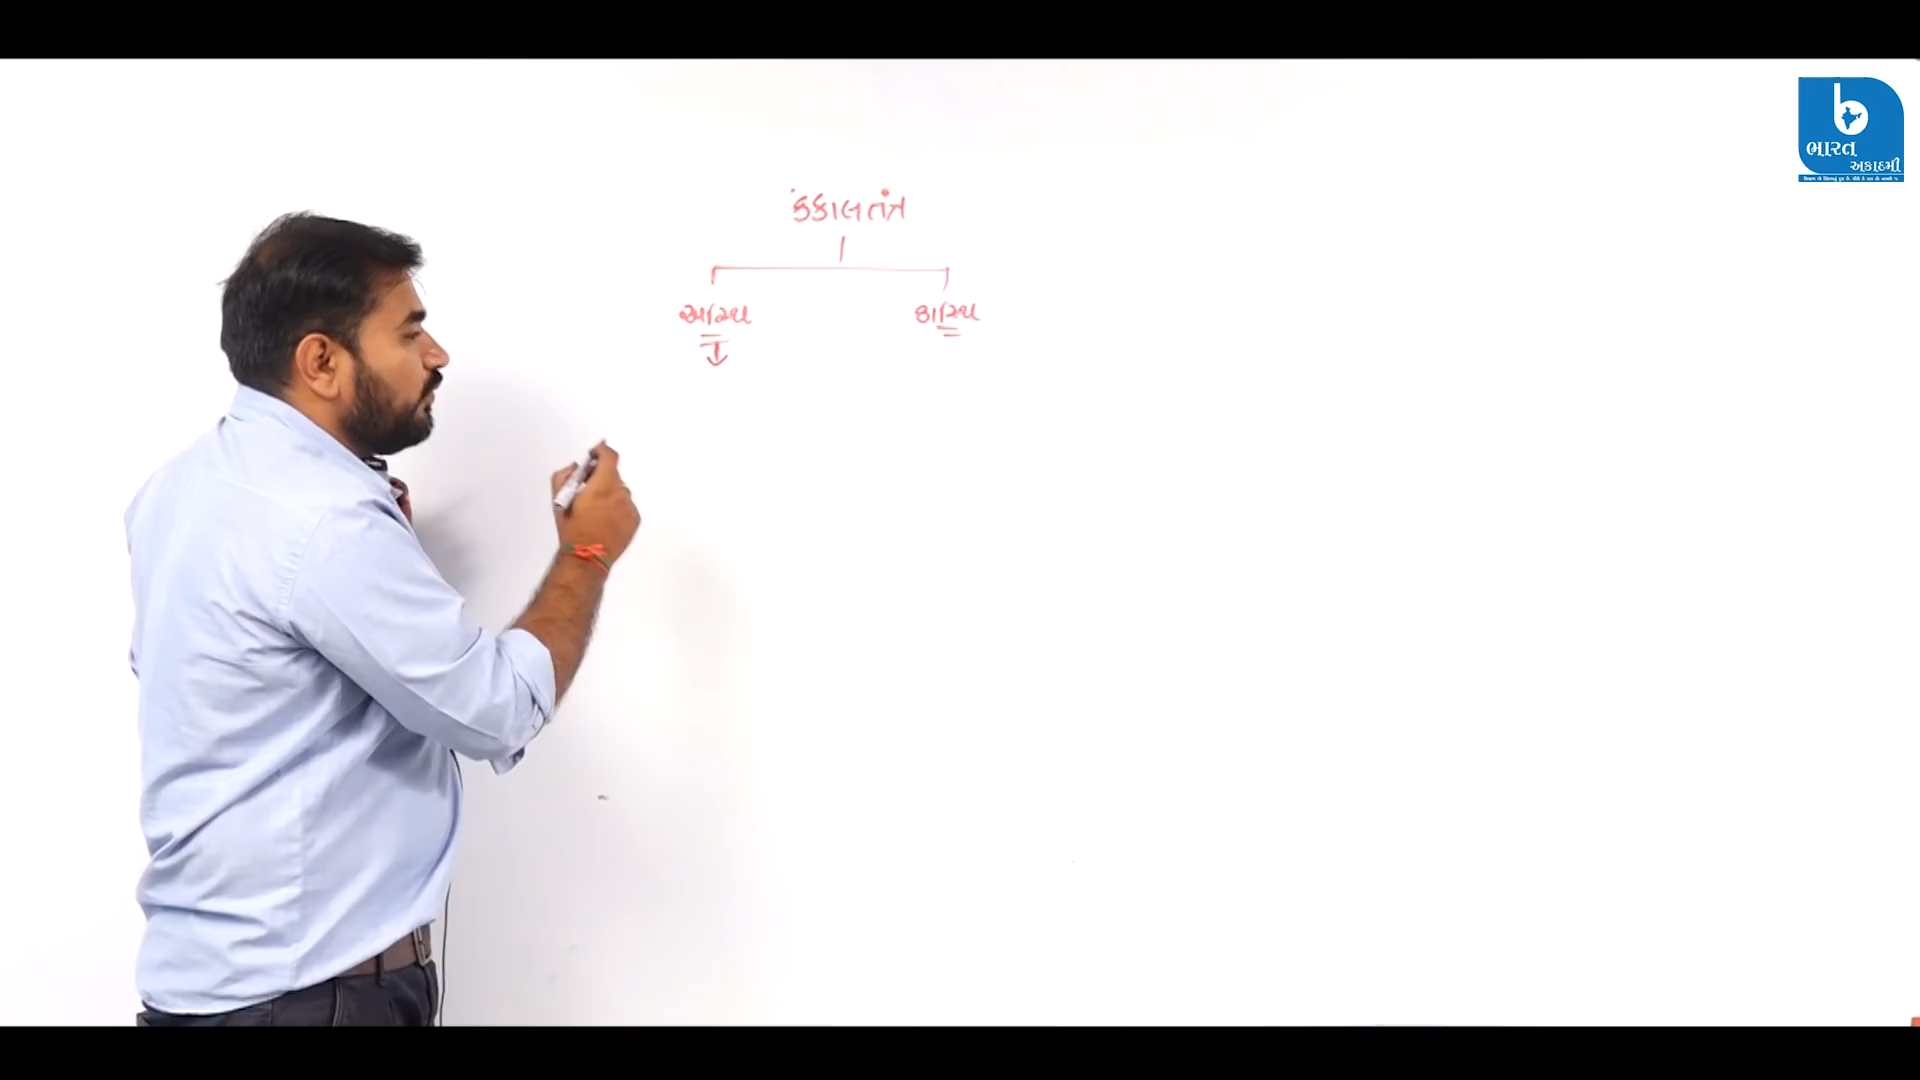 કંકાલતંત્ર
અસ્થિ
કાસ્થિ
b
ભારત
અકાદમી